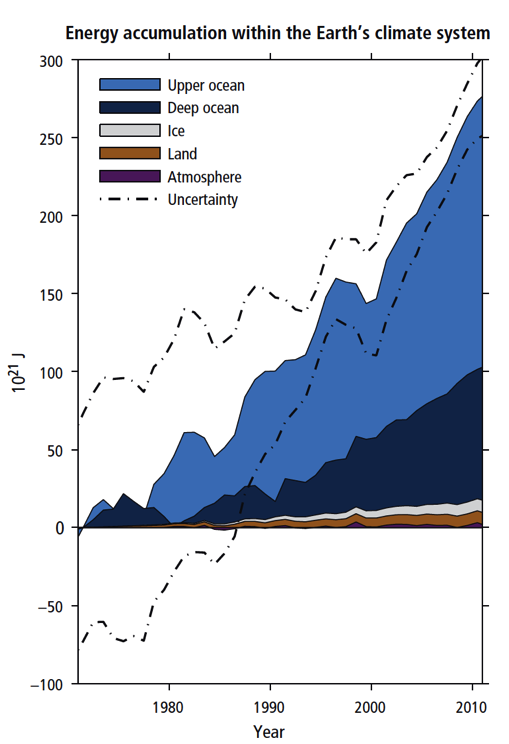 Energy accumulation within the Earth’s climate system
300
250
200
150
100
50
0
−50
−100
10²¹ J
Upper ocean
Deep ocean
Ice
Land
Atmosphere
Uncertainty
1980
1990
2000
2010
Year